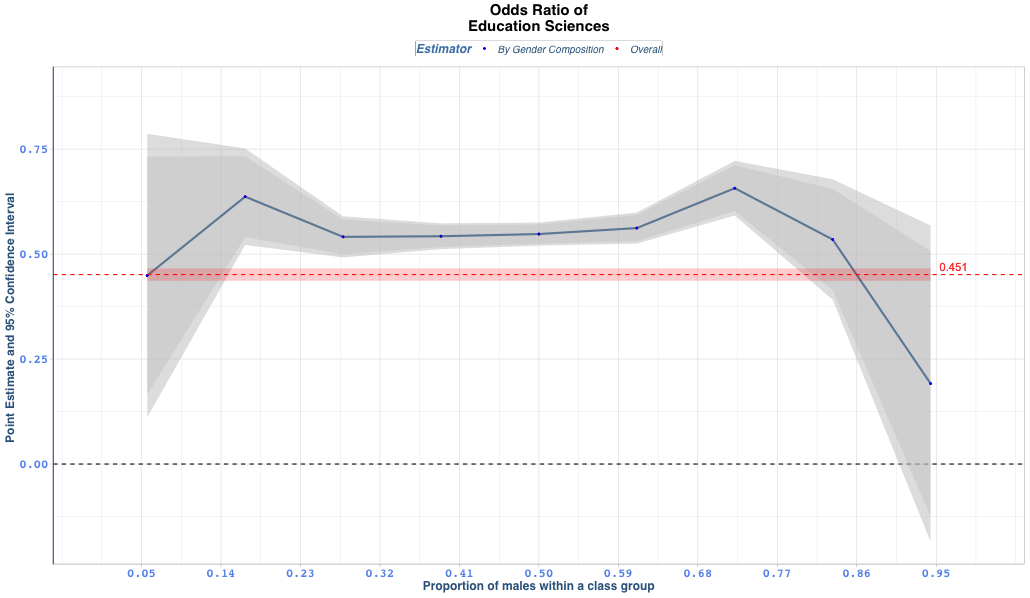 Odds Ratio of
Education Sciences
Estimator By Gender Composition Overall
Point Estimate and 95% Confidence Interval
0.75
0.50
0.25
0.00
0.451
0.05 0.14 0.23 0.32 0.41 0.50 0.59 0.68 0.77 0.86 0.95
Proportion of males within a class group